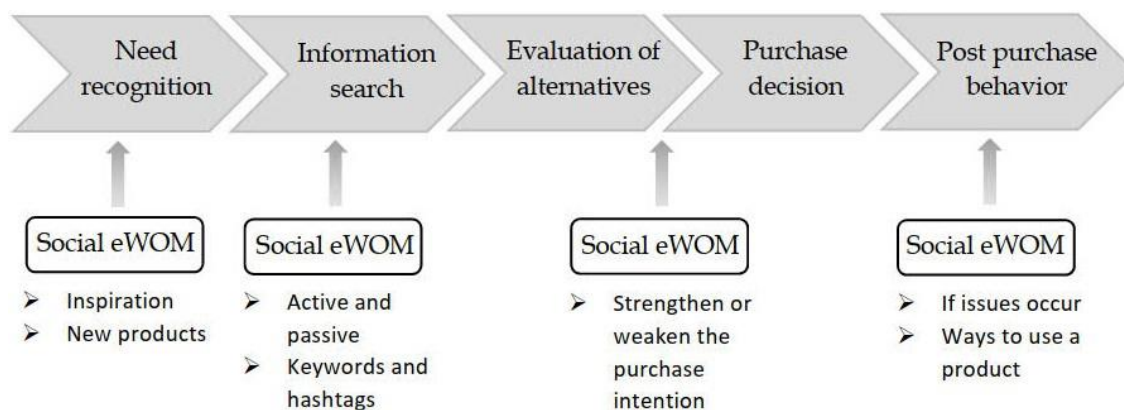 Need
recognition
Information
search
Evaluation of
alternatives
Purchase
decision
Post purchase
behavior
Social eWOM
➢ Inspiration
➢ New products
Social eWOM
➢ Active and
passive
➢ Keywords and
hashtags
Social eWOM
➢ Strengthen or
weaken the
purchase
intention
Social eWOM
➢ If issues occur
➢ Ways to use a
product